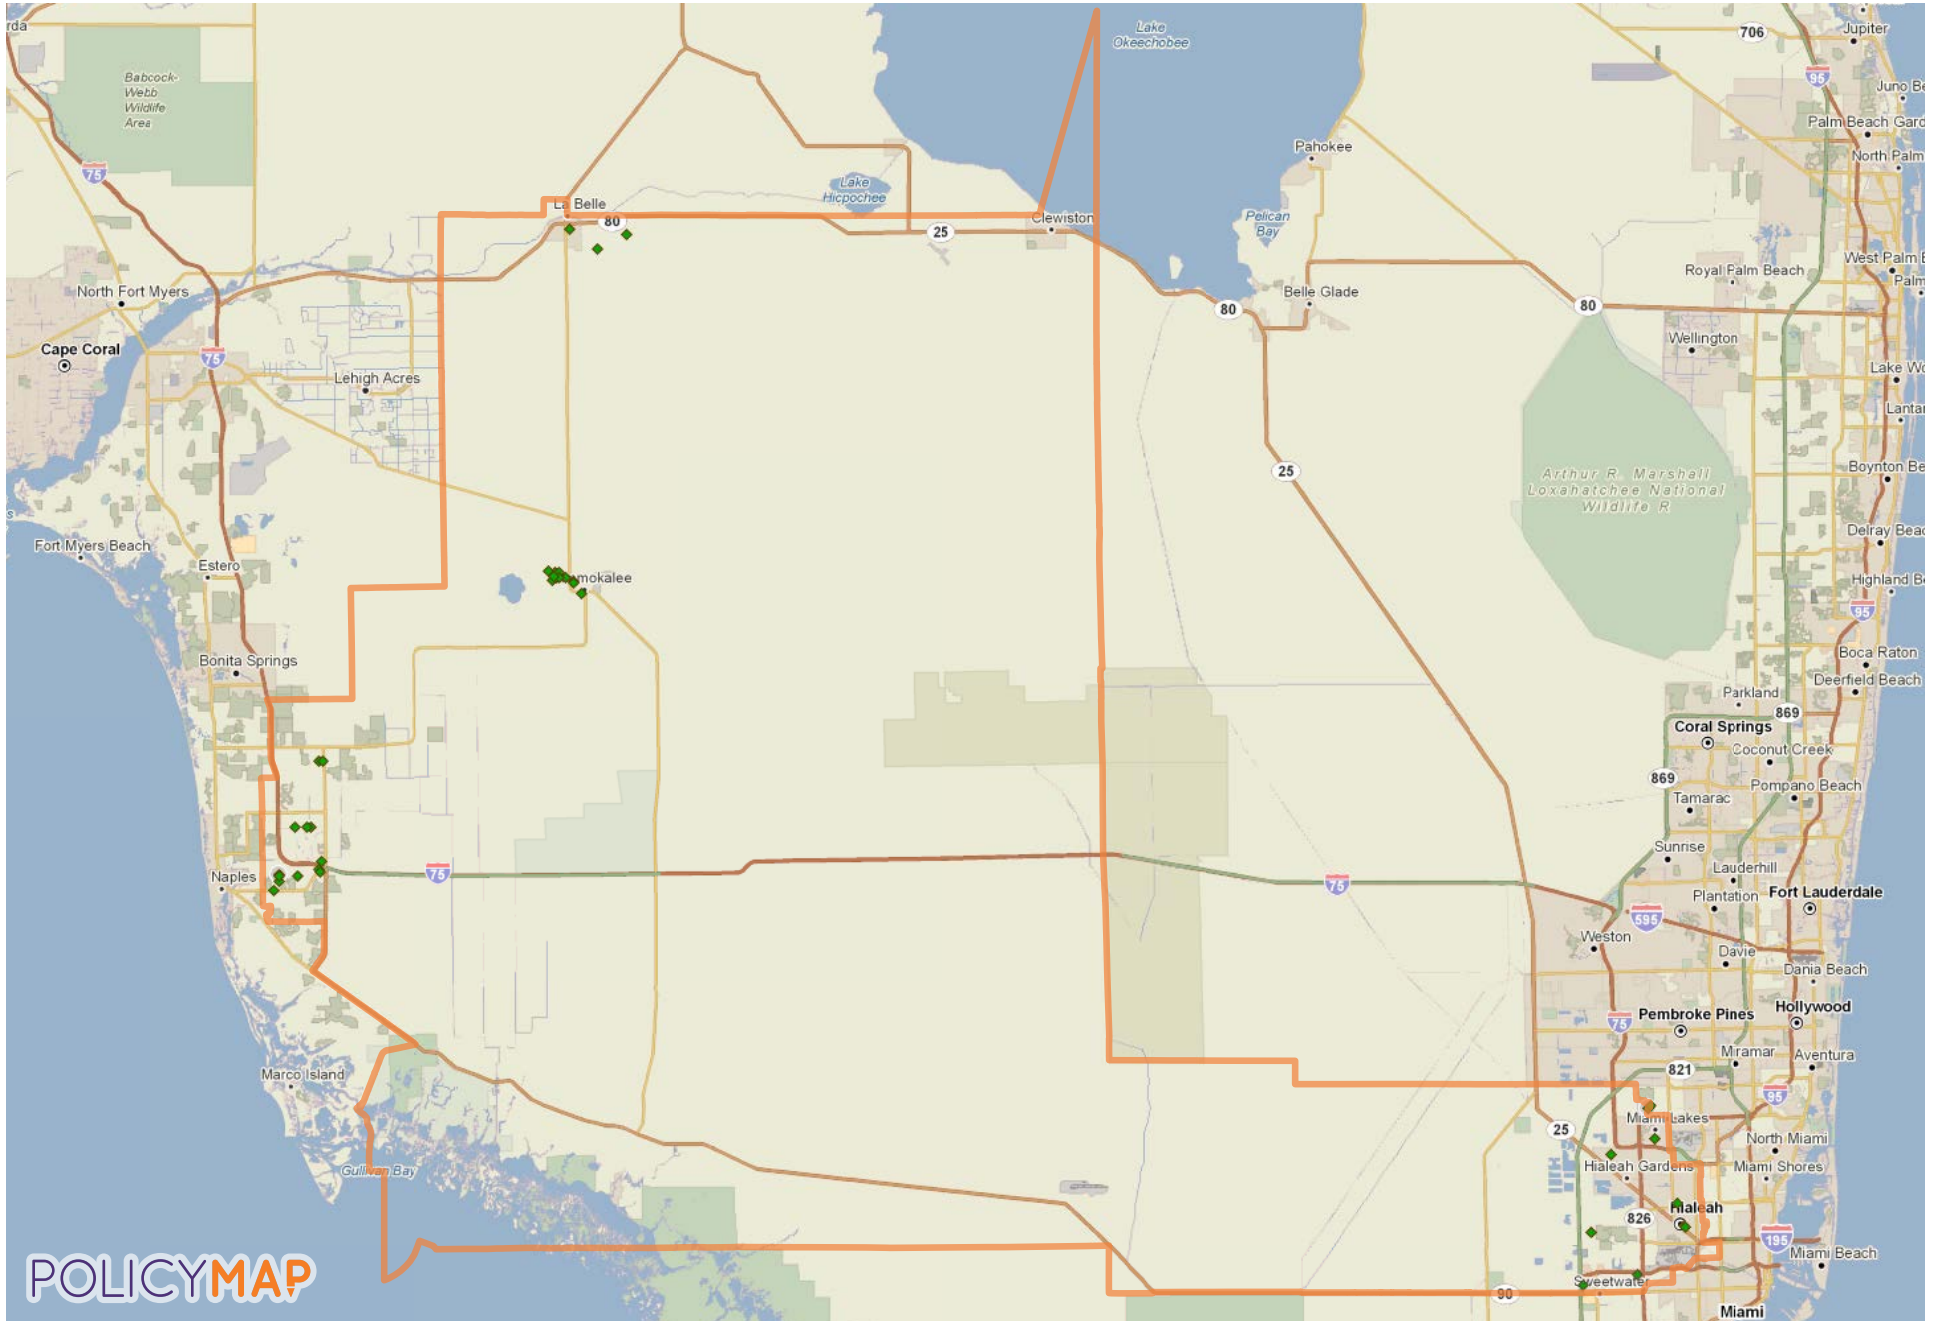 rda
Lake
Okeechobee
706
Jupiter
95
Babcock-
Webb
Wildlife
Area
Juno Be
Palm Beach Gard
Pahokee
North Palm
75
Lake
Hicpochee
La Belle
80
Clewiston
Pelican
Bay
25
West Palm B
Royal Palm Beach
Palm
North Fort Myers
Belle Glade
80
80
Cape Coral
75
Wellington
Lake Wo
Lehigh Acres
Lantan
25
Arthur R. Marshall
Loxahatchee National
Wildlife R
Boynton Be
s
Delray Beac
Fort Myers Beach
Estero
mokalee
Highland Be
95
Bonita Springs
Boca Raton
Deerfield Beach
Parkland
869
Coral Springs
Coconut Creek
869
Pompano Beach
Tamarac
Sunrise
Lauderhill
Naples
75
75
Plantation
Fort Lauderdale
595
Weston
Davie
Dania Beach
75
Pembroke Pines
Hollywood
Miramar
Aventura
Marco Island
821
95
Miami Lakes
25
North Miami
Gullivan Bay
Hialeah Gardens
Miami Shores
Hialeah
826
195
Miami Beach
POLICYMAP
Sweetwater
90
Miami